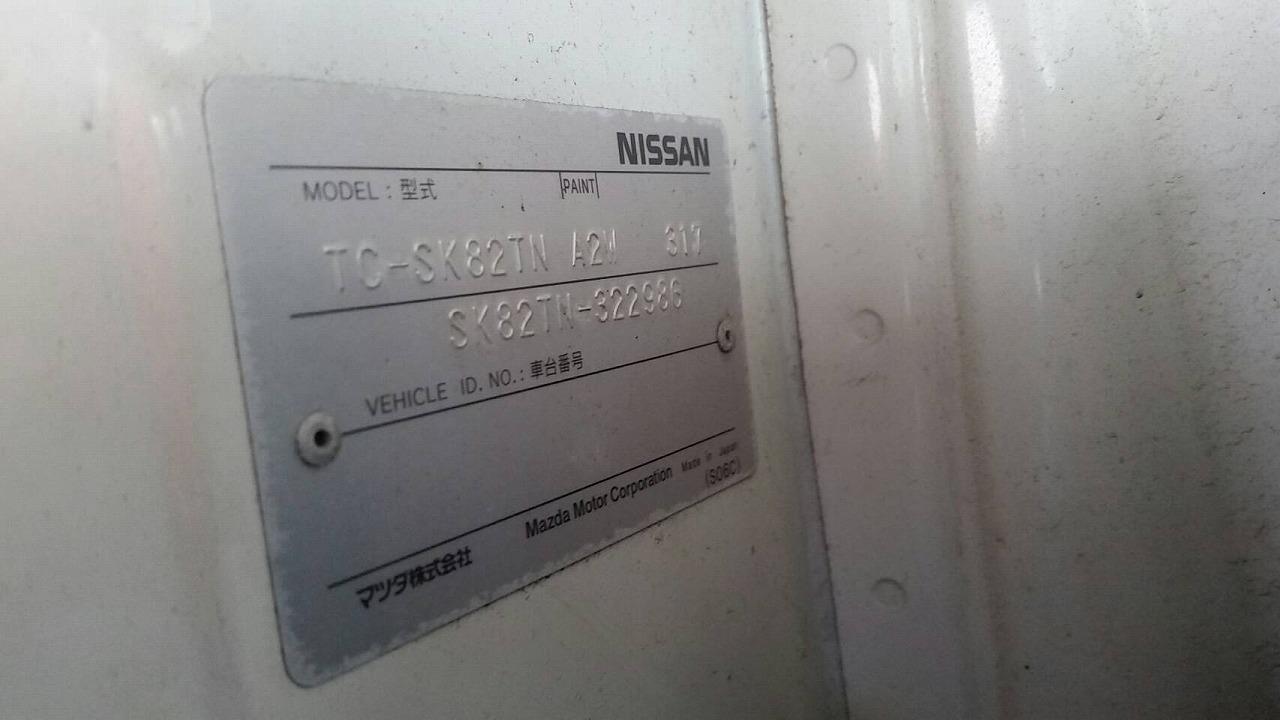 NISSAN
MODEL : 型式 PAINT
TC-SK82TN A2W 317
SK82TN-322986
VEHICLE ID. NO.: 車台番号
マツダ株式会社 Mazda Motor Corporation Made in Japan
(S06C)